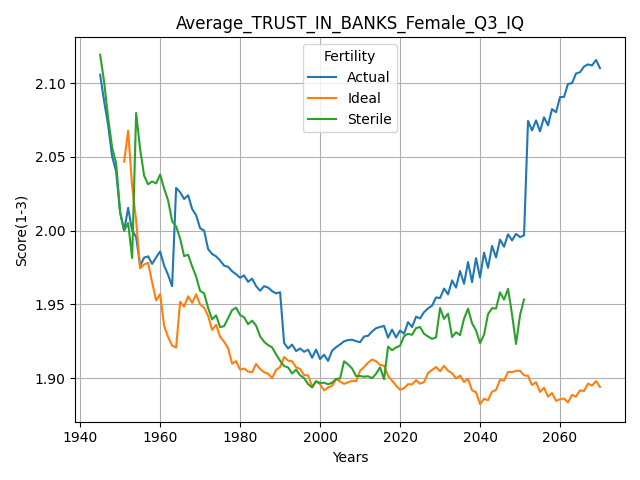 Average_TRUST_IN_BANKS_Female_Q3_IQ
Fertility
Actual
Ideal
Sterile
Score(1-3)
2.10
2.05
2.00
1.95
1.90
1940 1960 1980 2000 2020 2040 2060
Years